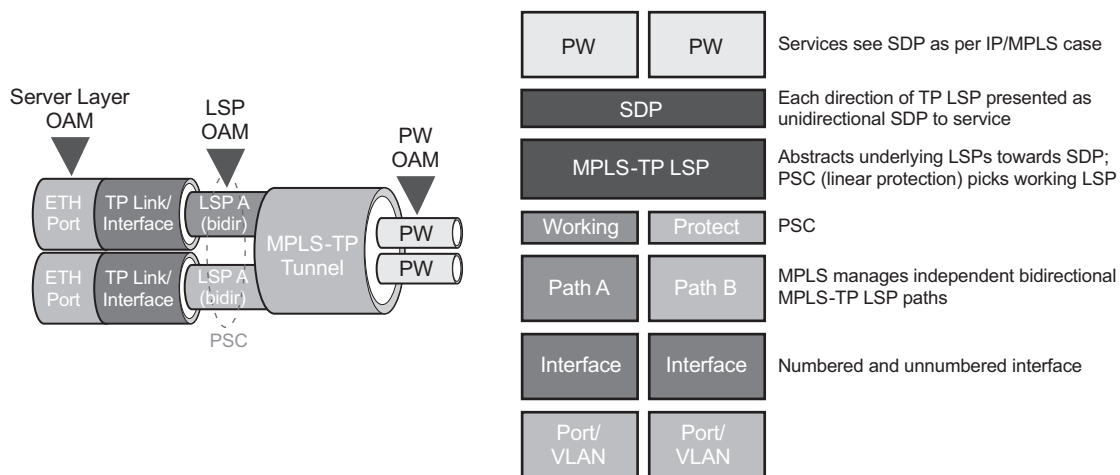 Server Layer
OAM
LSP
OAM
PW
OAM
ETH
Port
TP Link/
Interface
LSP A
(bidir)
MPLS-TP
Tunnel
PW
PW
ETH
Port
TP Link/
Interface
LSP A
(bidir)
PSC
PW
PW
Services see SDP as per IP/MPLS case
SDP
Each direction of TP LSP presented as
unidirectional SDP to service
MPLS-TP LSP
Abstracts underlying LSPs towards SDP;
PSC (linear protection) picks working LSP
Working
Protect
PSC
Path A
Path B
MPLS manages independent bidirectional
MPLS-TP LSP paths
Interface
Interface
Numbered and unnumbered interface
Port/
VLAN
Port/
VLAN